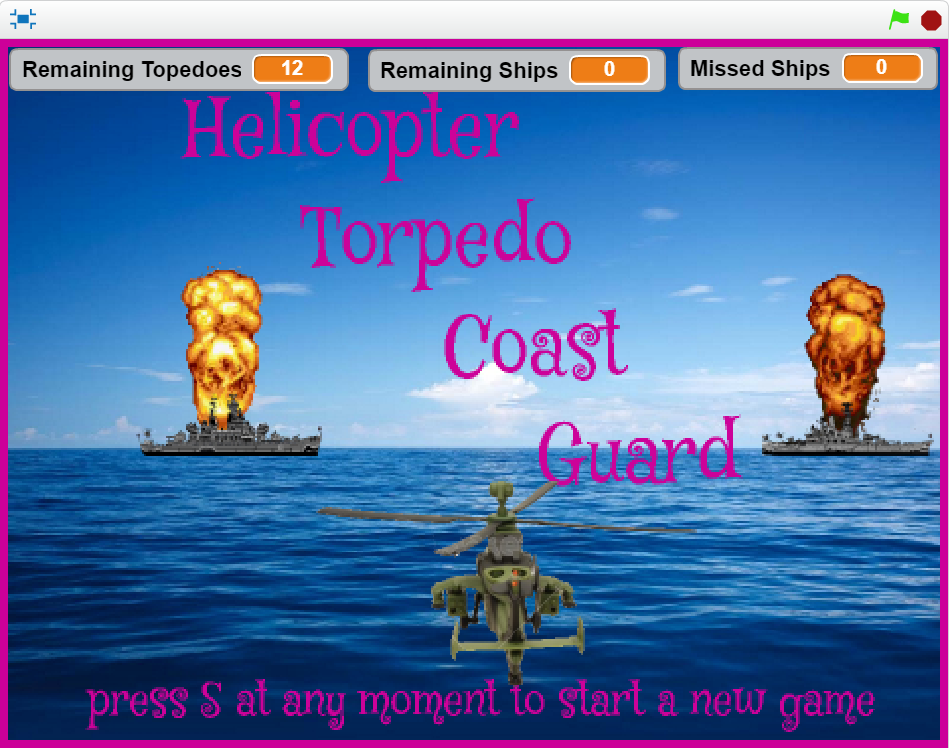 Remaining Topedoes 12 Remaining Ships 0 Missed Ships 0
Helicopter
Torpedo
Coast
Guard
press S at any moment to start a new game